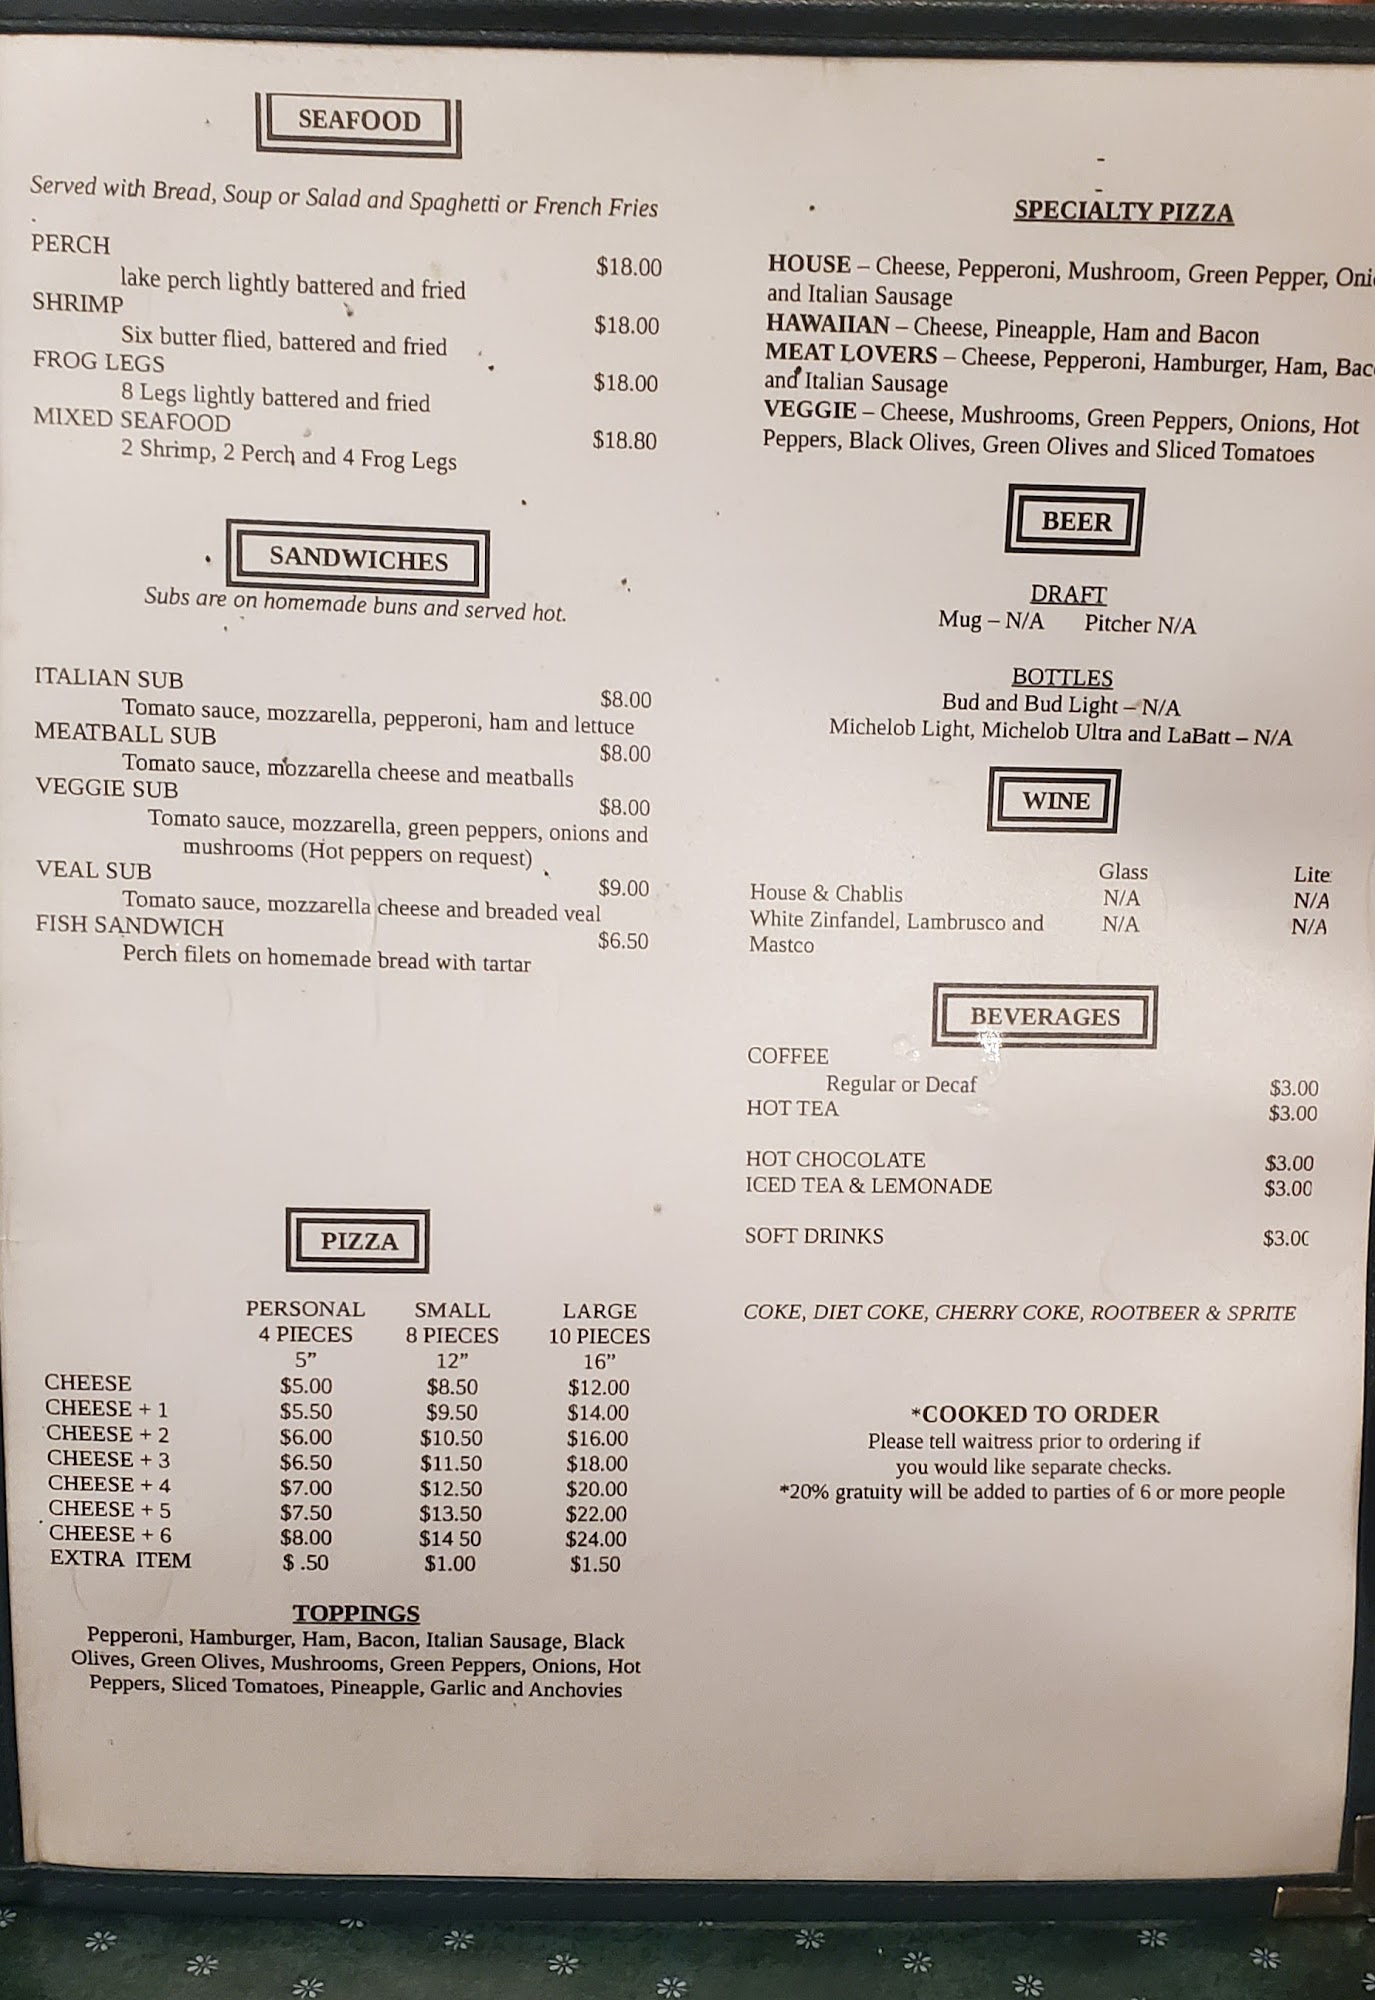 SEAFOOD
Served with Bread, Soup or Salad and Spaghetti or French Fries
PERCH
$18.00
lake perch lightly battered and fried
SHRIMP
$18.00
Six butter flied, battered and fried
FROG LEGS
$18.00
8 Legs lightly battered and fried
MIXED SEAFOOD
$18.80
2 Shrimp, 2 Perch and 4 Frog Legs
SANDWICHES
Subs are on homemade buns and served hot.
ITALIAN SUB
$8.00
Tomato sauce, mozzarella, pepperoni, ham and lettuce
MEATBALL SUB
$8.00
Tomato sauce, mozzarella cheese and meatballs
VEGGIE SUB
$8.00
Tomato sauce, mozzarella, green peppers, onions and
mushrooms (Hot peppers on request)
VEAL SUB
$9.00
Tomato sauce, mozzarella cheese and breaded veal
FISH SANDWICH
$6.50
Perch filets on homemade bread with tartar
PIZZA
PERSONAL SMALL LARGE
4 PIECES 8 PIECES 10 PIECES
5” 12” 16”
CHEESE $5.00 $8.50 $12.00
CHEESE + 1 $5.50 $9.50 $14.00
CHEESE + 2 $6.00 $10.50 $16.00
CHEESE + 3 $6.50 $11.50 $18.00
CHEESE + 4 $7.00 $12.50 $20.00
CHEESE + 5 $7.50 $13.50 $22.00
CHEESE + 6 $8.00 $14 50 $24.00
EXTRA ITEM $ .50 $1.00 $1.50
TOPPINGS
Pepperoni, Hamburger, Ham, Bacon, Italian Sausage, Black
Olives, Green Olives, Mushrooms, Green Peppers, Onions, Hot
Peppers, Sliced Tomatoes, Pineapple, Garlic and Anchovies
SPECIALTY PIZZA
HOUSE – Cheese, Pepperoni, Mushroom, Green Pepper,
and Italian Sausage
HAWAIIAN – Cheese, Pineapple, Ham and Bacon
MEAT LOVERS – Cheese, Pepperoni, Hamburger, Ham,
and Italian Sausage
VEGGIE – Cheese, Mushrooms, Green Peppers, Onions, Hot
Peppers, Black Olives, Green Olives and Sliced Tomatoes
BEER
DRAFT
Mug – N/A Pitcher N/A
BOTTLES
Bud and Bud Light – N/A
Michelob Light, Michelob Ultra and LaBatt – N/A
WINE
Glass Lite
House & Chablis N/A N/A
White Zinfandel, Lambrusco and N/A N/A
Mastco
BEVERAGES
COFFEE
Regular or Decaf $3.00
HOT TEA $3.00
HOT CHOCOLATE $3.00
ICED TEA & LEMONADE $3.00
SOFT DRINKS $3.00
COKE, DIET COKE, CHERRY COKE, ROOTBEER & SPRITE
*COOKED TO ORDER
Please tell waitress prior to ordering if
you would like separate checks.
*20% gratuity will be added to parties of 6 or more people